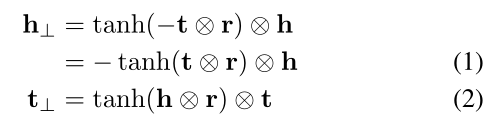 h⊥ = tanh(−t ⊗ r) ⊗ h
= − tanh(t ⊗ r) ⊗ h (1)
t⊥ = tanh(h ⊗ r) ⊗ t (2)